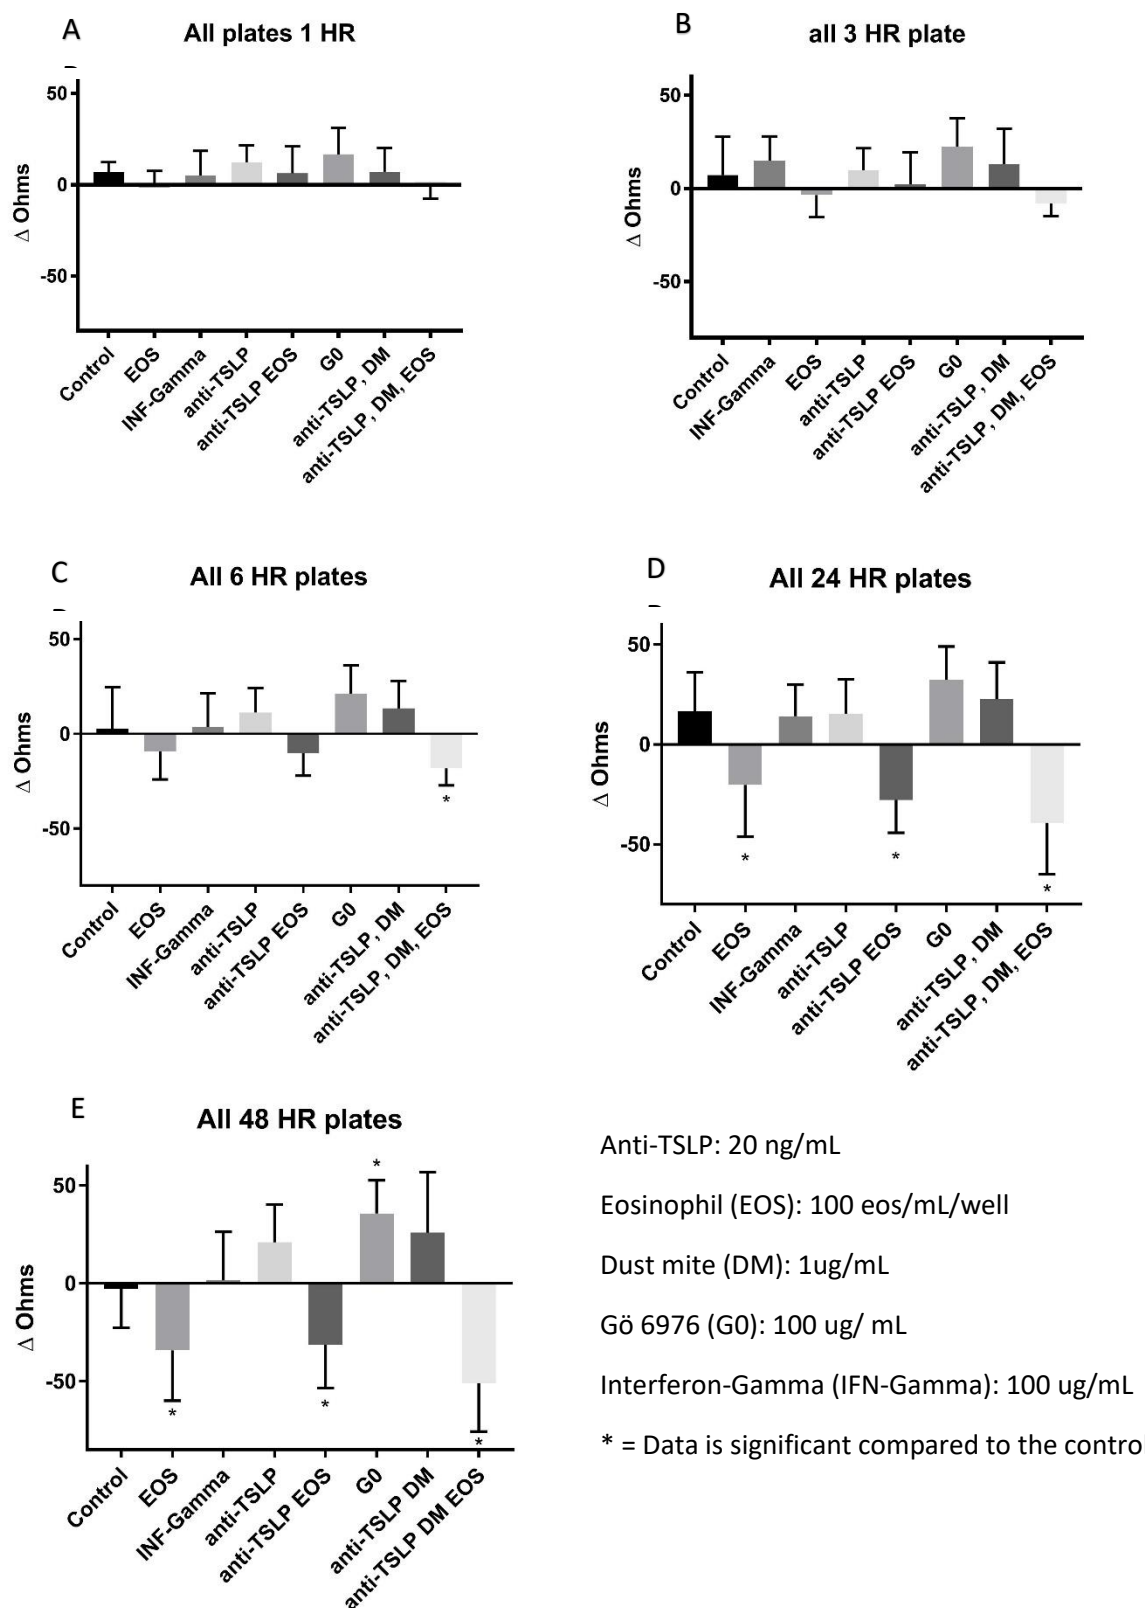 A
All plates 1 HR
50
0
-50
Δ Ohms
Control
EOS
INF-Gamma
anti-TSLP
anti-TSLP EOS
G0
anti-TSLP, DM
anti-TSLP, DM, EOS
B
all 3 HR plate
50
0
-50
Δ Ohms
Control
INF-Gamma
EOS
anti-TSLP
anti-TSLP EOS
G0
anti-TSLP, DM
anti-TSLP, DM, EOS
C
All 6 HR plates
50
0
-50
Δ Ohms
*
Control
EOS
INF-Gamma
anti-TSLP
anti-TSLP EOS
G0
anti-TSLP, DM
anti-TSLP, DM, EOS
D
All 24 HR plates
50
0
-50
Δ Ohms
*
*
*
Control
EOS
INF-Gamma
anti-TSLP
anti-TSLP EOS
G0
anti-TSLP, DM
anti-TSLP, DM, EOS
E
All 48 HR plates
50
0
-50
Δ Ohms
*
*
*
*
Control
EOS
INF-Gamma
anti-TSLP
anti-TSLP EOS
G0
anti-TSLP DM
anti-TSLP DM EOS
Anti-TSLP: 20 ng/mL
Eosinophil (EOS): 100 eos/mL/well
Dust mite (DM): 1ug/mL
Gö 6976 (G0): 100 ug/ mL
Interferon-Gamma (IFN-Gamma): 100 ug/mL
* = Data is significant compared to the contro